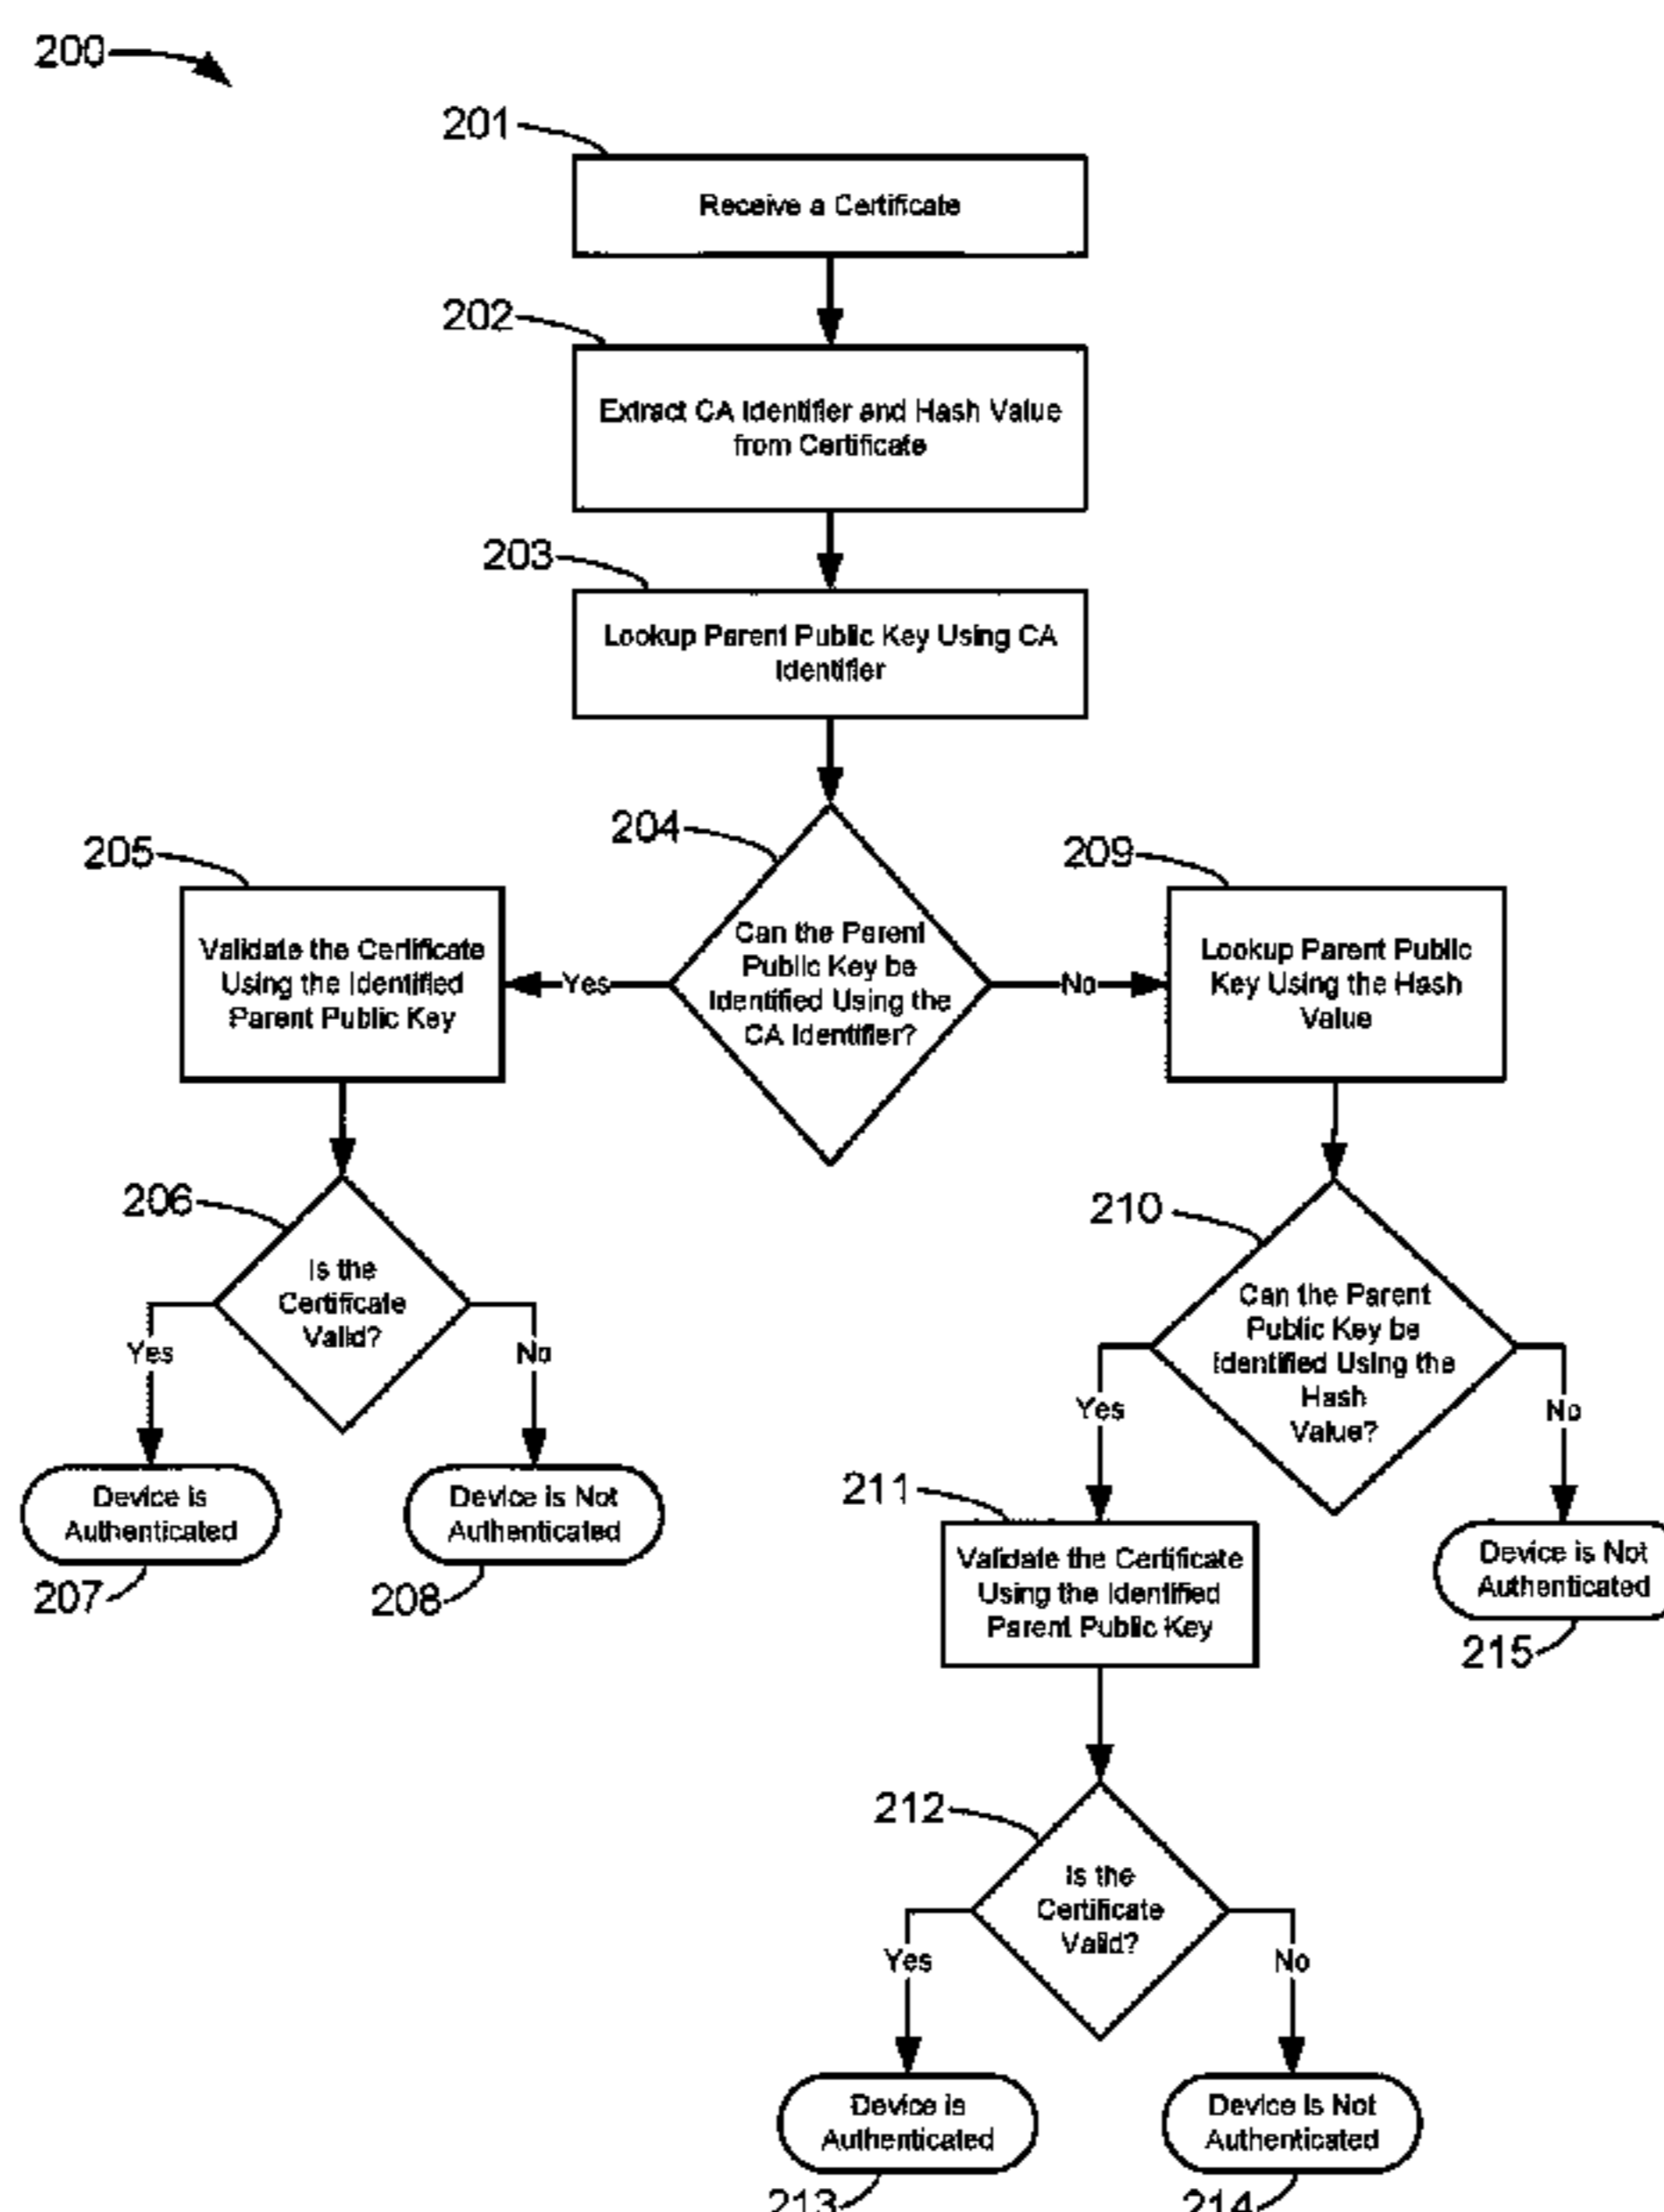 200
201
Receive a Certificate
202
Extract CA Identifier and Hash Value
from Certificate
203
Lookup Parent Public Key Using CA
Identifier
204
Can the Parent
Public Key be
Identified Using the
CA Identifier?
Yes
No
205
Validate the Certificate
Using the Identified
Parent Public Key
206
Is the
Certificate
Valid?
Yes
No
Device is
Authenticated
207
Device is Not
Authenticated
208
209
Lookup Parent Public
Key Using the Hash
Value
210
Can the Parent
Public Key be
Identified Using the
Hash
Value?
Yes
No
211
Validate the Certificate
Using the Identified
Parent Public Key
Device is Not
Authenticated
215
212
Is the
Certificate
Valid?
Yes
No
Device is
Authenticated
213
Device is Not
Authenticated
214